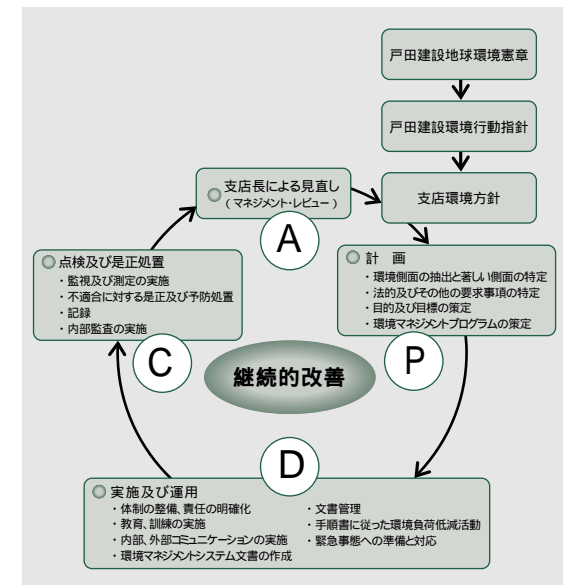 戸田建設地球環境憲章
戸田建設環境行動指針
支店環境方針
支店長による見直し
(マネジメント・レビュー)
A
計 画
・環境側面の抽出と著しい側面の特定
・法的及びその他の要求事項の特定
・目的及び目標の策定
・環境マネジメントプログラムの策定
P
点検及び是正処置
・監視及び測定の実施
・不適合に対する是正及び予防処置
・記録
・内部監査の実施
C
継続的改善
D
実施及び運用
・体制の整備、責任の明確化
・教育、訓練の実施
・内部、外部コミュニケーションの実施
・環境マネジメントシステム文書の作成
・文書管理
・手順書に従った環境負荷低減活動
・緊急事態への準備と対応